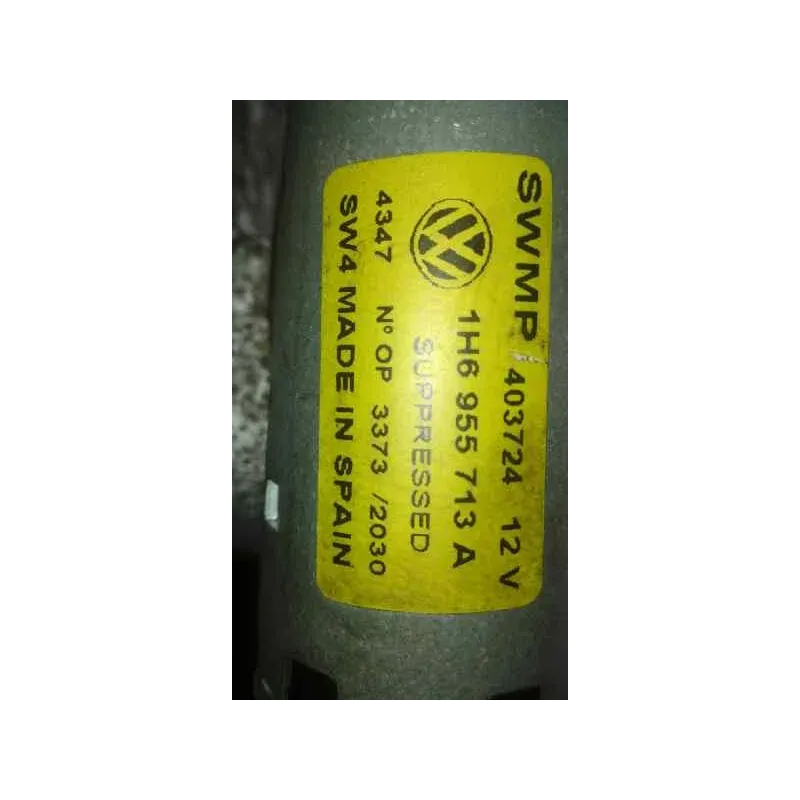 SWMP 403724 12 V
1H6 955 713 A
SUPPRESSED
4347 Nº OP 3373 /2030
SW4 MADE IN SPAIN